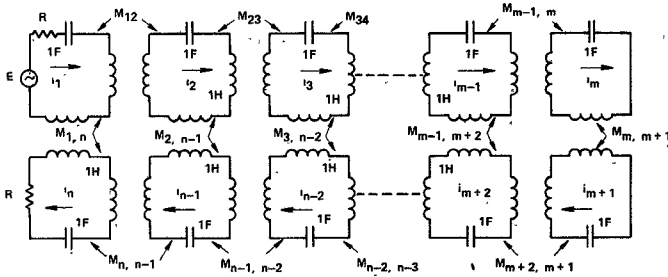 M12 M23 M34 Mm-1, m
R 1F 1F 1F 1F 1F
E i1 i2 i3 im-1 im
1H 1H 1H
M1, n M2, n-1 M3, n-2 Mm-1, m+2 Mm, m+1
1H 1H 1H 1H
R in in-1 in-2 im+2 im+1
1F 1F 1F 1F 1F
Mn, n-1 Mn-1, n-2 Mn-2, n-3 Mm+2, m+1